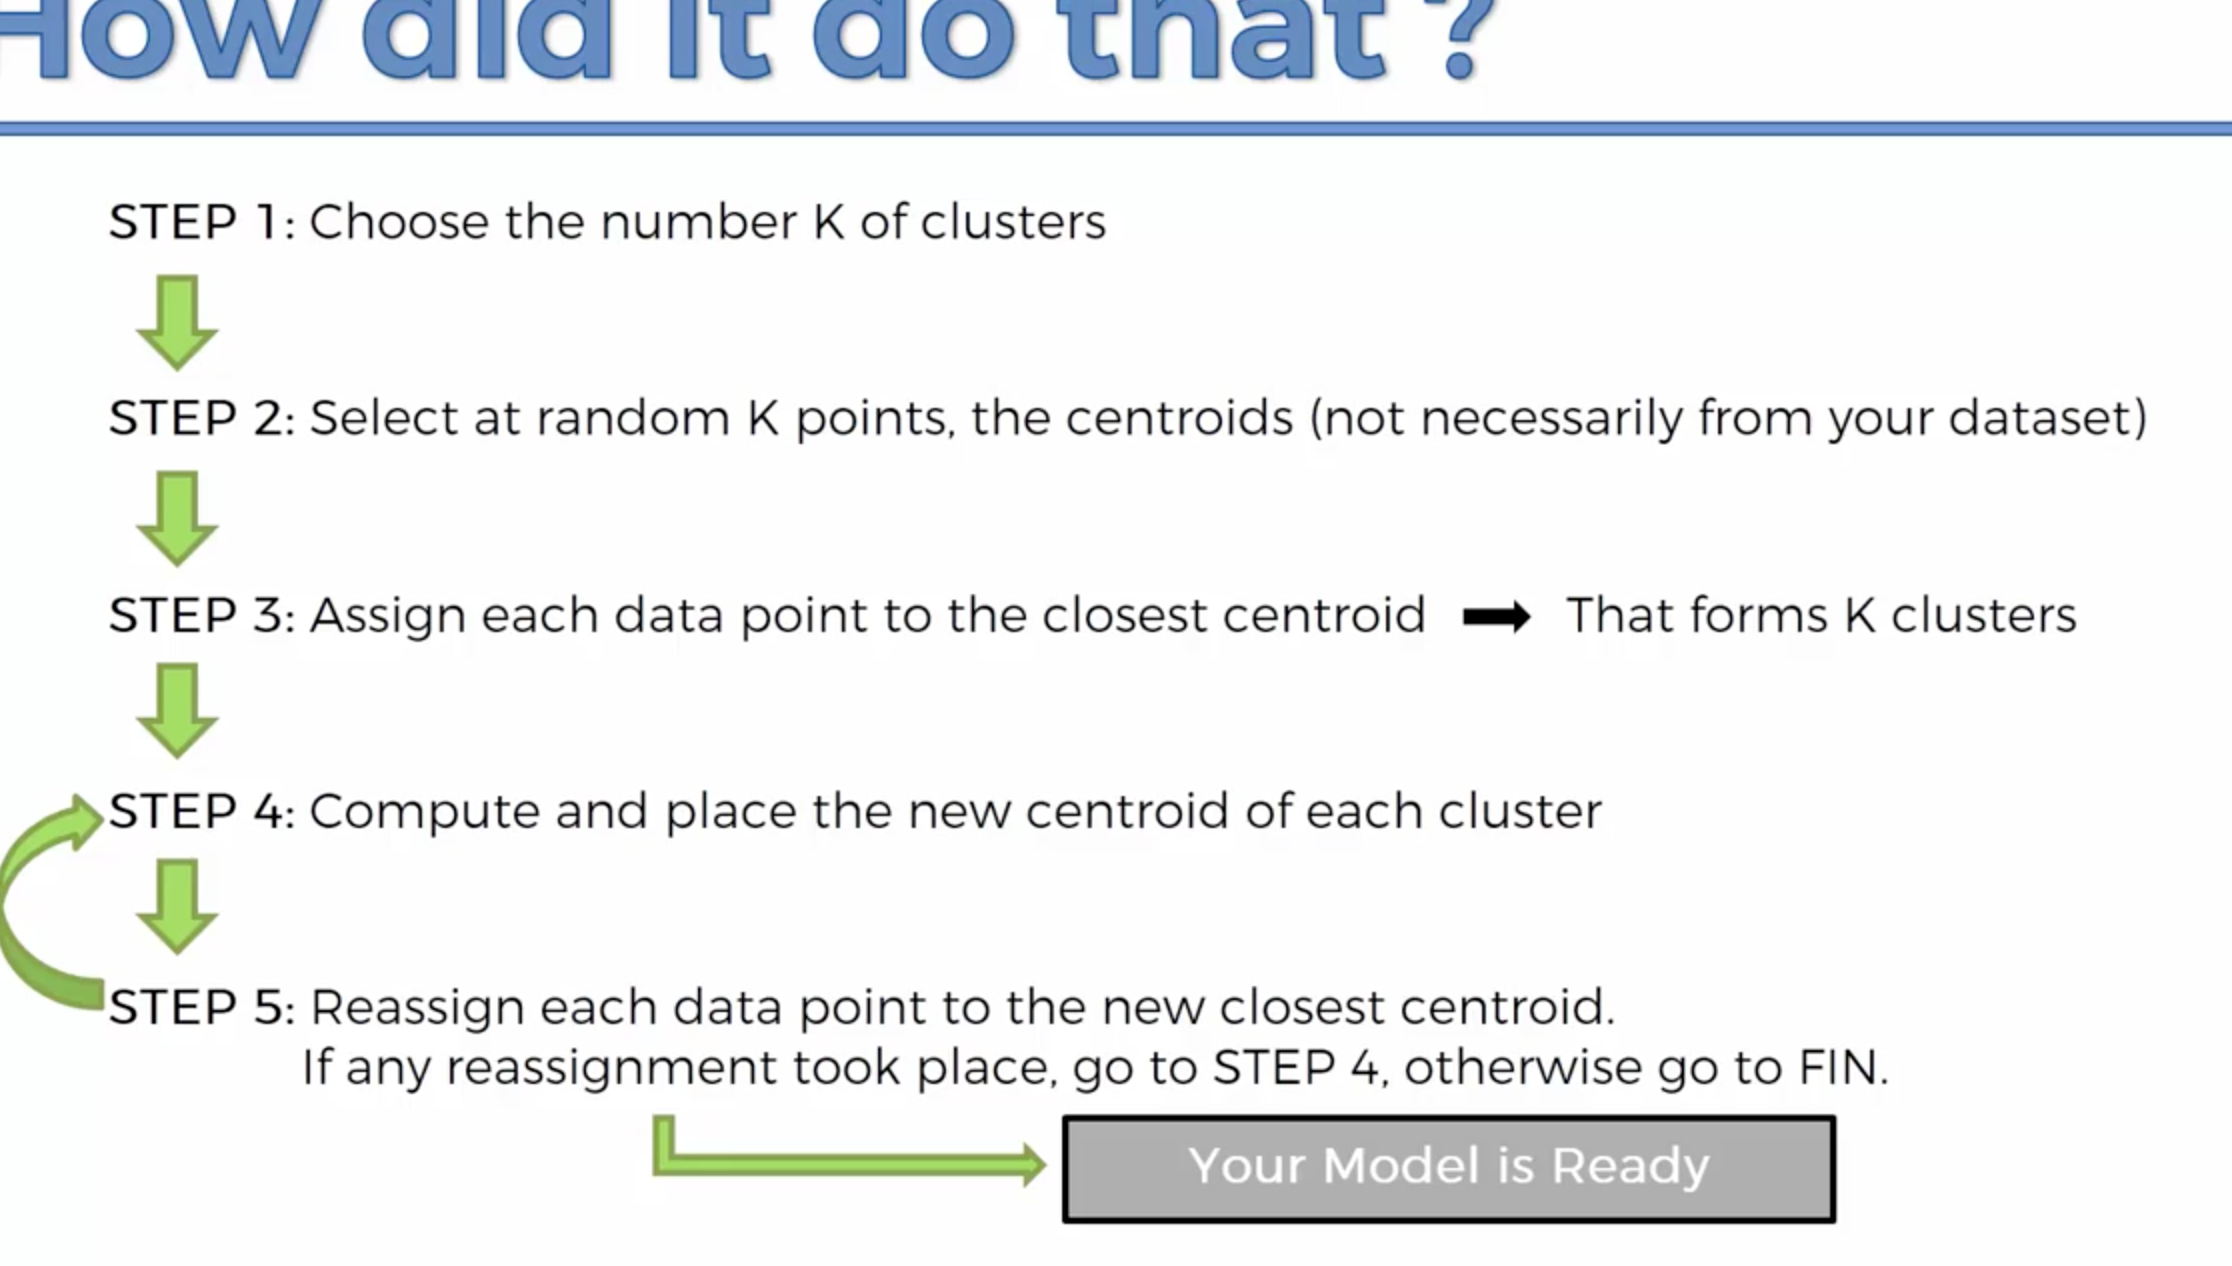 How did it do that ?
STEP 1: Choose the number K of clusters
STEP 2: Select at random K points, the centroids (not necessarily from your dataset)
STEP 3: Assign each data point to the closest centroid ➡ That forms K clusters
STEP 4: Compute and place the new centroid of each cluster
STEP 5: Reassign each data point to the new closest centroid.
If any reassignment took place, go to STEP 4, otherwise go to FIN.
Your Model is Ready